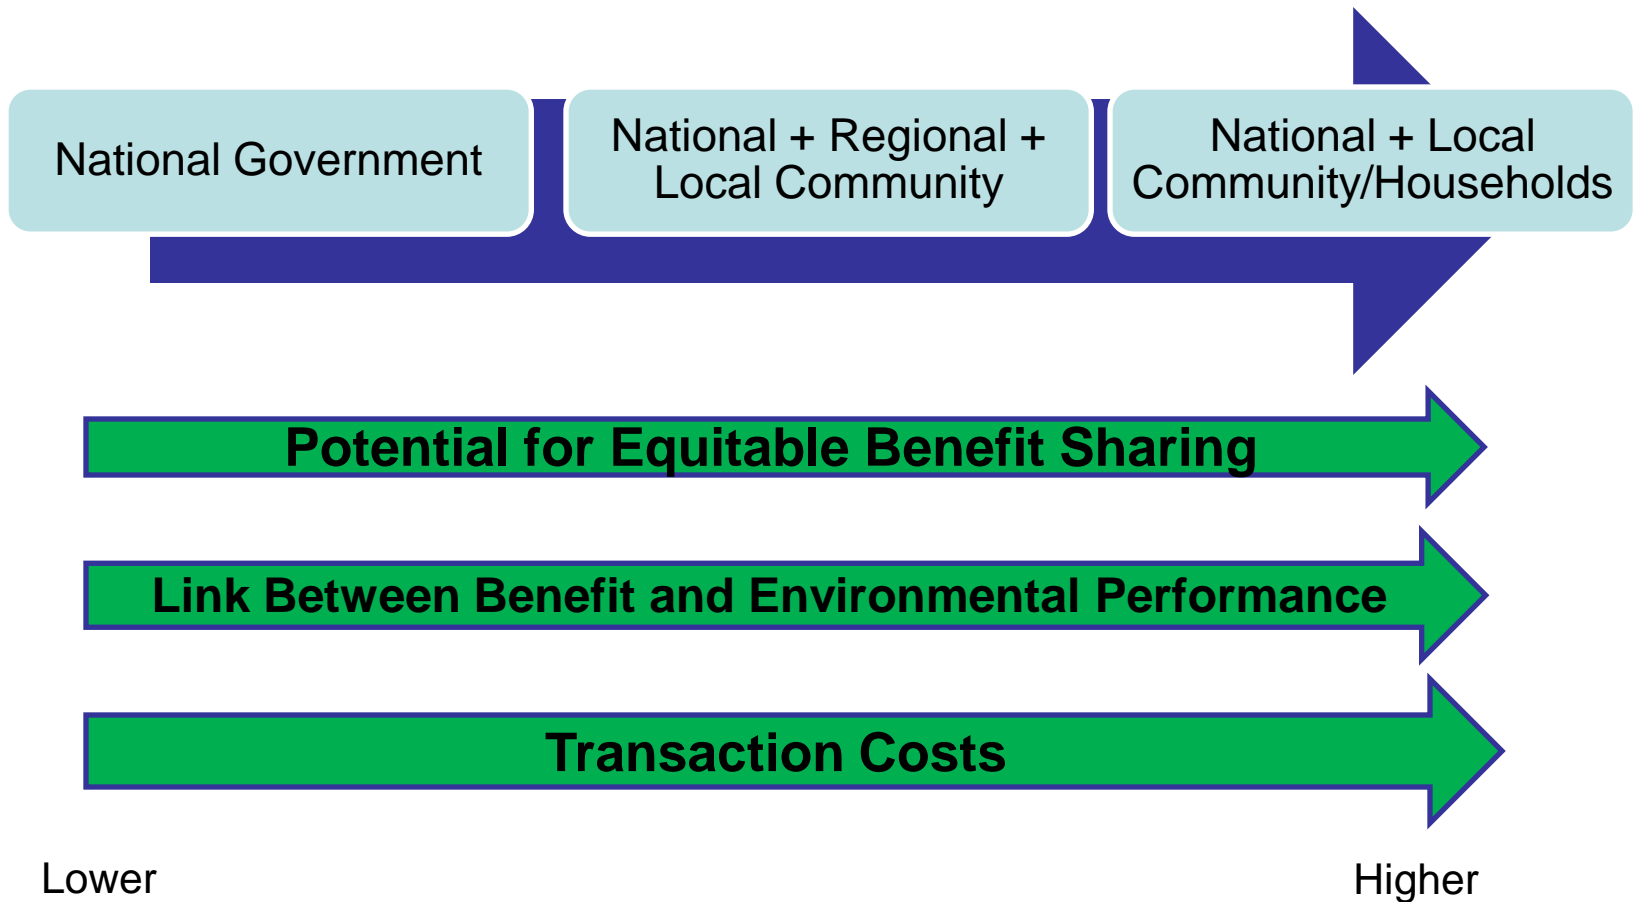 National Government
National + Regional +
Local Community
National + Local
Community/Households
Potential for Equitable Benefit Sharing
Link Between Benefit and Environmental Performance
Transaction Costs
Lower
Higher